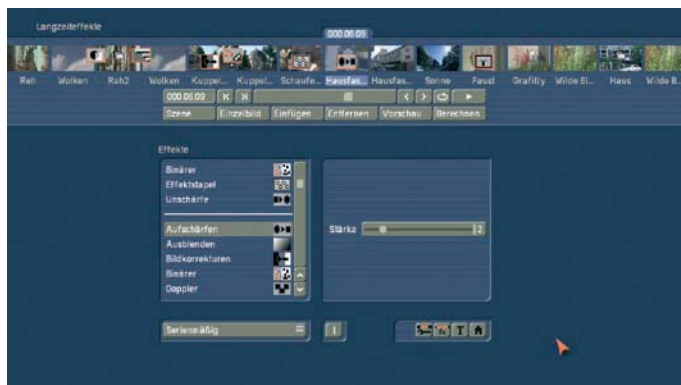 Langzeiteffekte
000:06:09
Reh Wolken Reh2 Wolken Kuppel... Kuppel... Schaufe... Hausfas... Hausfas... Sonne Faust Grafitty Wilde Bl... Haus Wilde B...
000:06:09
Szene Einzelbild Einfügen Entfernen Vorschau Berechnen
Effekte
Binärer
Effektstapel
Unschärfe
Aufschärfen
Stärke 2
Ausblenden
Bildkorrekturen
Binärer
Doppler
Serienmäßig
I T A